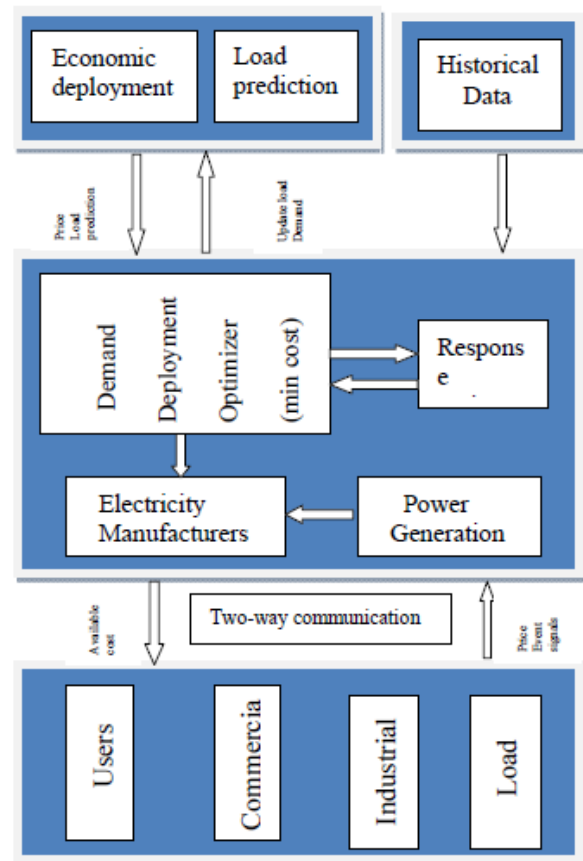 Economic
deployment
Load
prediction
Historical
Data
Price
Load
prediction
Update load
Demand
Demand
Deployment
Optimizer
(min cost)
Respons
e
Electricity
Manufacturers
Power
Generation
Available
cost
Two-way communication
Price
Event
signals
Users
Commercia
Industrial
Load